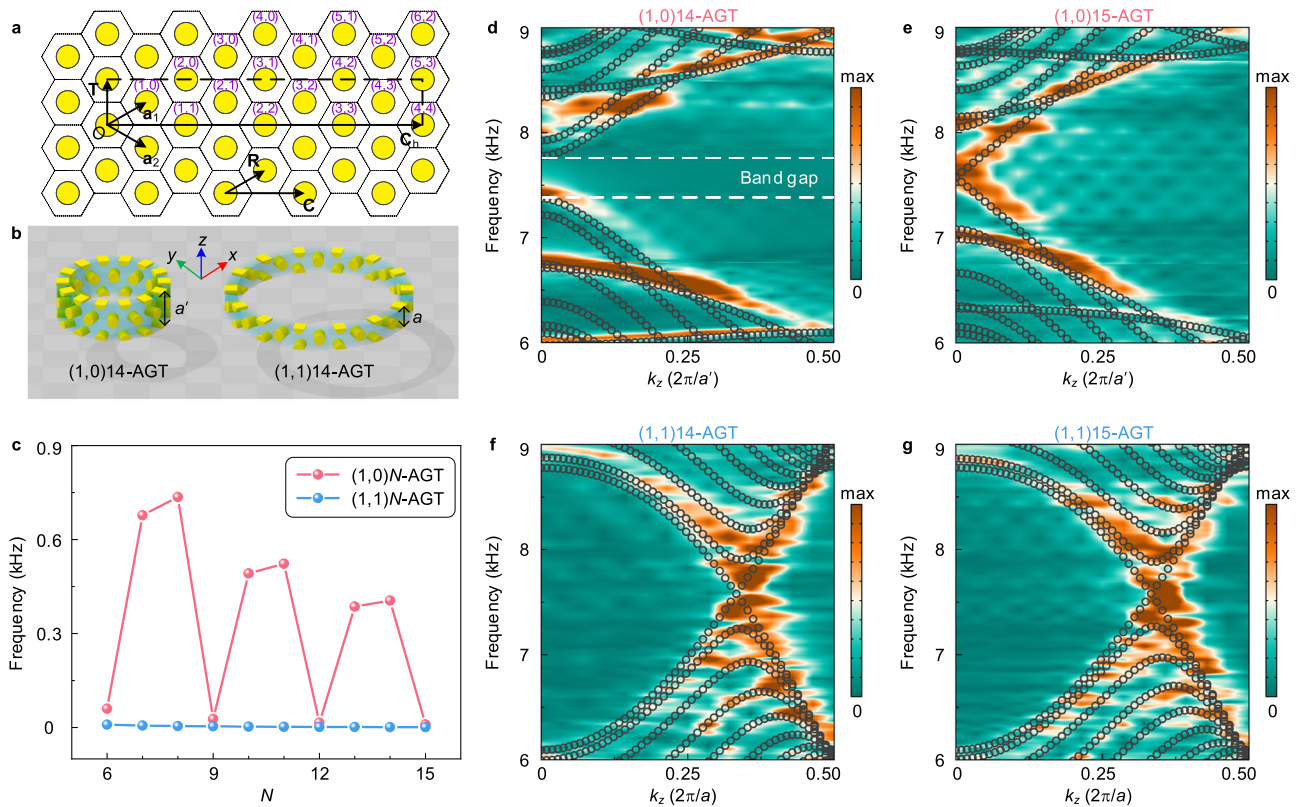 a
(4,0) (5,1) (6,2)
(3,0) (4,1) (5,2)
(2,0) (3,1) (4,2) (5,3)
T (1,0) (2,1) (3,2) (4,3)
a₁ (1,1) (2,2) (3,3) (4,4)
O
a₂ R Cₕ
C
b
y z x
a′ a
(1,0)14-AGT (1,1)14-AGT
c
0.9
0.6
0.3
0
Frequency (kHz)
(1,0)N-AGT
(1,1)N-AGT
6 9 12 15
N
d (1,0)14-AGT
9
8
7
6
Frequency (kHz)
Band gap
max
0
0 0.25 0.50
k_z (2π/a′)
e (1,0)15-AGT
9
8
7
6
Frequency (kHz)
max
0
0 0.25 0.50
k_z (2π/a′)
f (1,1)14-AGT
9
8
7
6
Frequency (kHz)
max
0
0 0.25 0.50
k_z (2π/a)
g (1,1)15-AGT
9
8
7
6
Frequency (kHz)
max
0
0 0.25 0.50
k_z (2π/a)